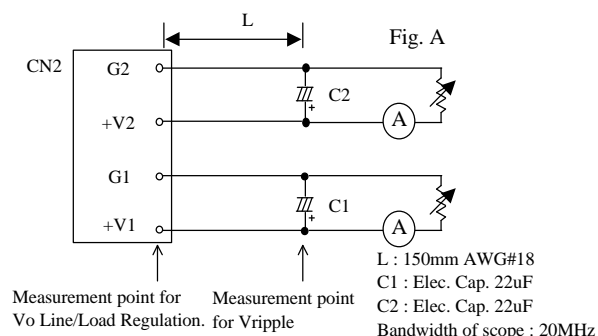 L
Fig. A
CN2
G2
C2
+
A
+V2
G1
C1
+
A
+V1
L : 150mm AWG#18
C1 : Elec. Cap. 22uF
C2 : Elec. Cap. 22uF
Bandwidth of scope : 20MHz
Measurement point for
Vo Line/Load Regulation.
Measurement point
for Vripple